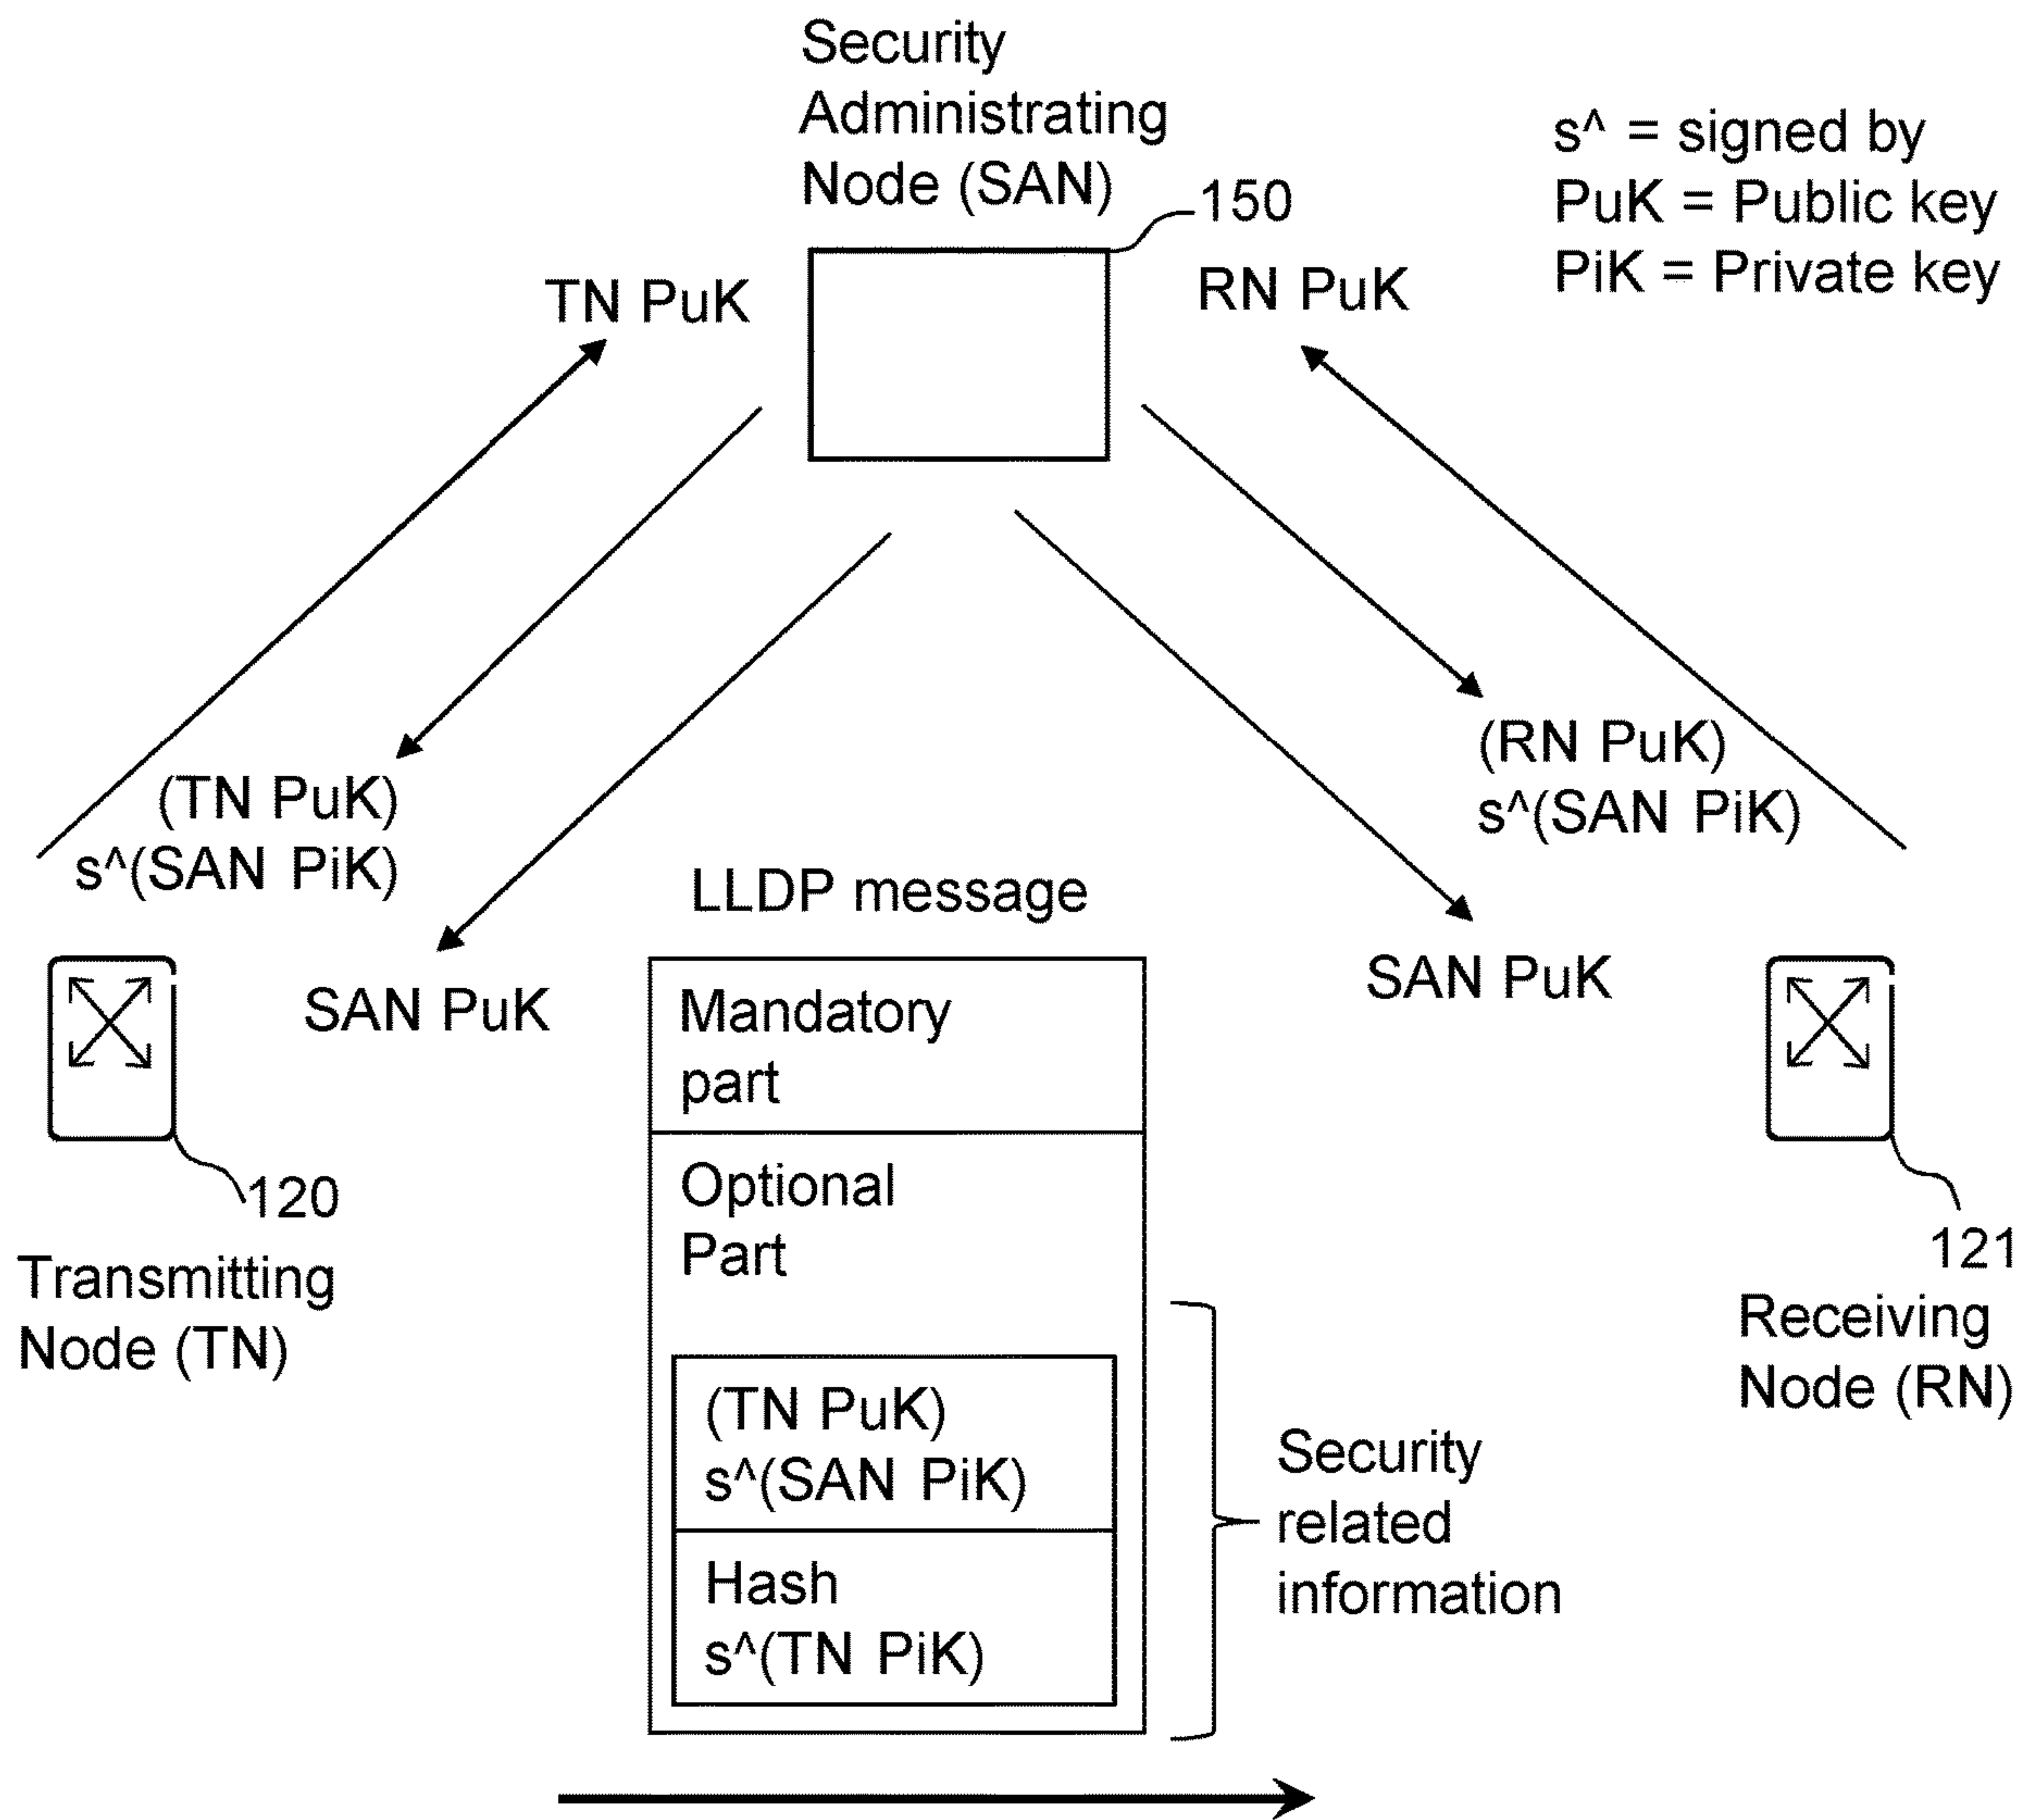 Security
Administrating
Node (SAN)
150
s^ = signed by
PuK = Public key
PiK = Private key
TN PuK
RN PuK
(TN PuK)
s^(SAN PiK)
(RN PuK)
s^(SAN PiK)
SAN PuK
SAN PuK
LLDP message
Mandatory
part
Optional
Part
(TN PuK)
s^(SAN PiK)
Hash
s^(TN PiK)
Security
related
information
120
Transmitting
Node (TN)
121
Receiving
Node (RN)